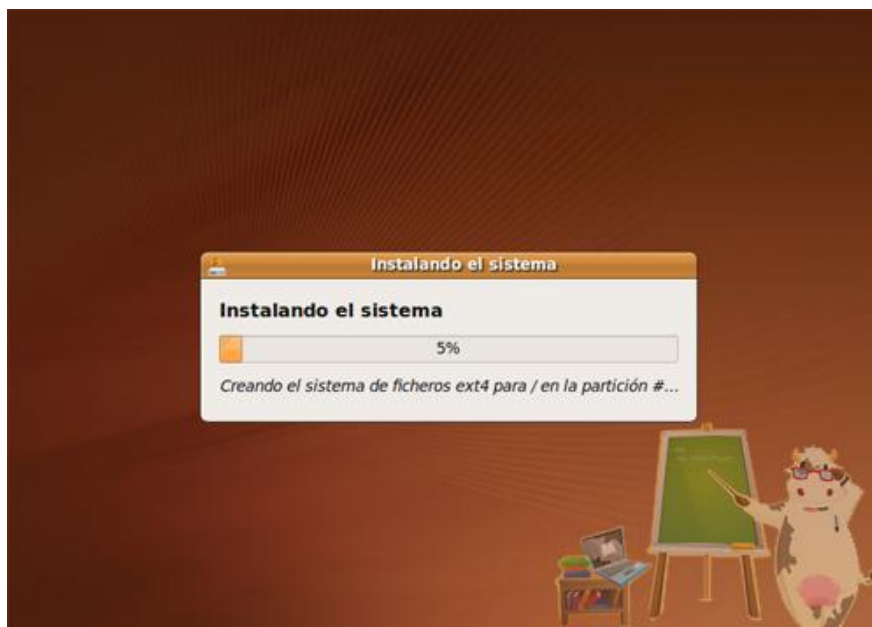 Instalando el sistema
Instalando el sistema
5%
Creando el sistema de ficheros ext4 para / en la partición #...